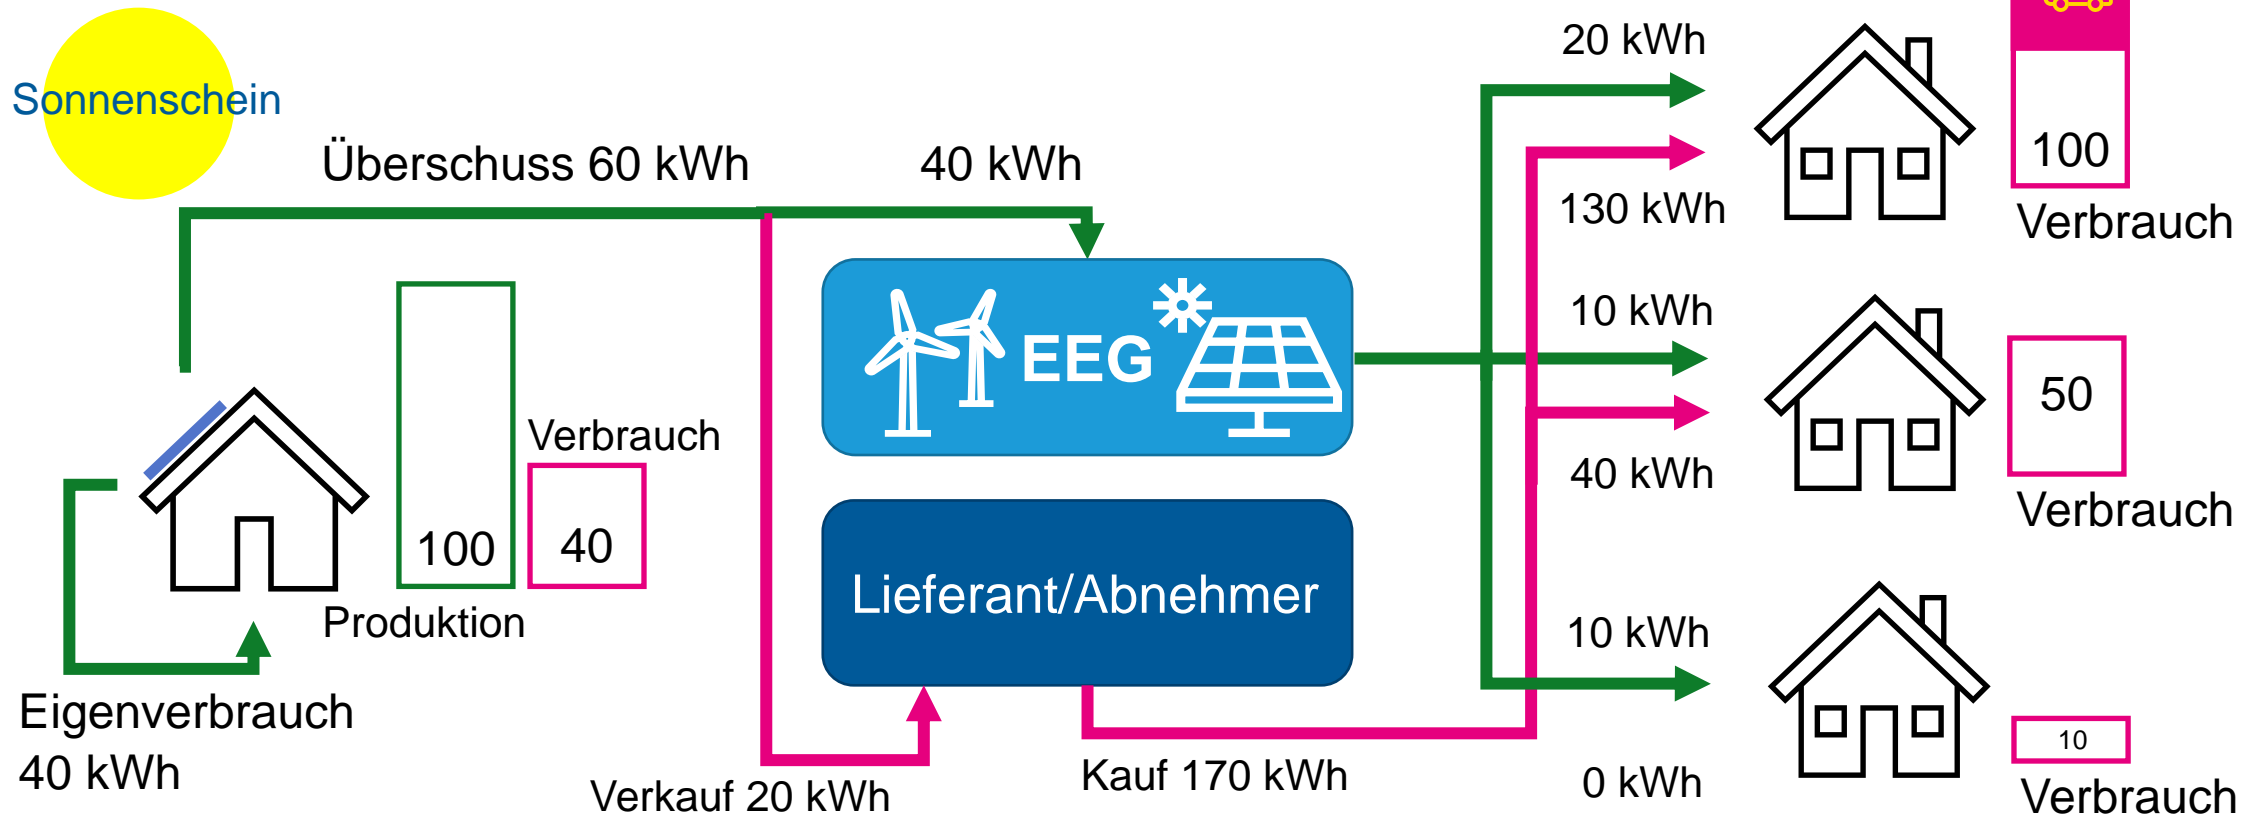 Sonnenschein
Überschuss 60 kWh
40 kWh
20 kWh
130 kWh
100
Verbrauch
EEG
10 kWh
40 kWh
50
Verbrauch
Verbrauch
100
40
Produktion
Lieferant/Abnehmer
10 kWh
0 kWh
10
Verbrauch
Eigenverbrauch
40 kWh
Verkauf 20 kWh
Kauf 170 kWh